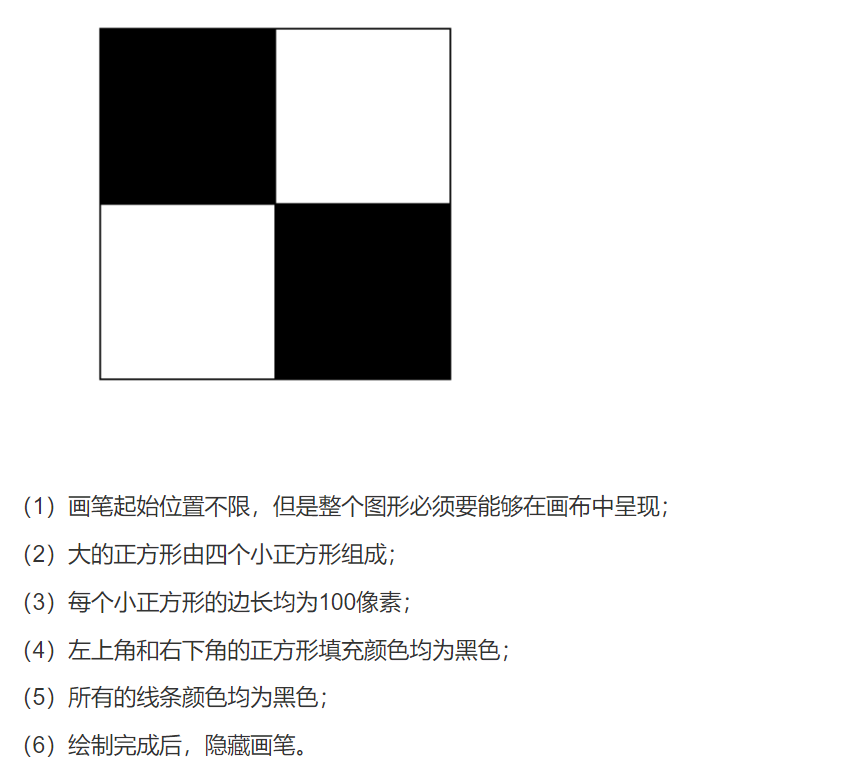 （1）画笔起始位置不限，但是整个图形必须要能够在画布中呈现；
（2）大的正方形由四个小正方形组成；
（3）每个小正方形的边长均为100像素；
（4）左上角和右下角的正方形填充颜色均为黑色；
（5）所有的线条颜色均为黑色；
（6）绘制完成后，隐藏画笔。